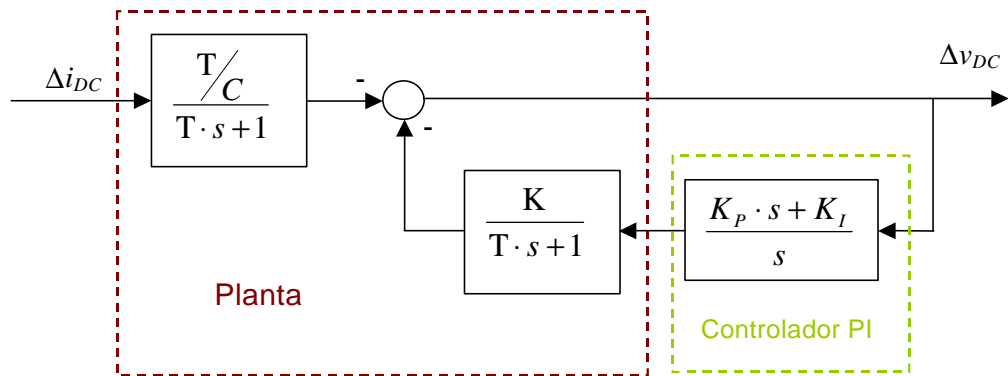 Δi_DC
T/C
T · s + 1
-
-
Δv_DC
K
T · s + 1
K_P · s + K_I
s
Planta
Controlador PI